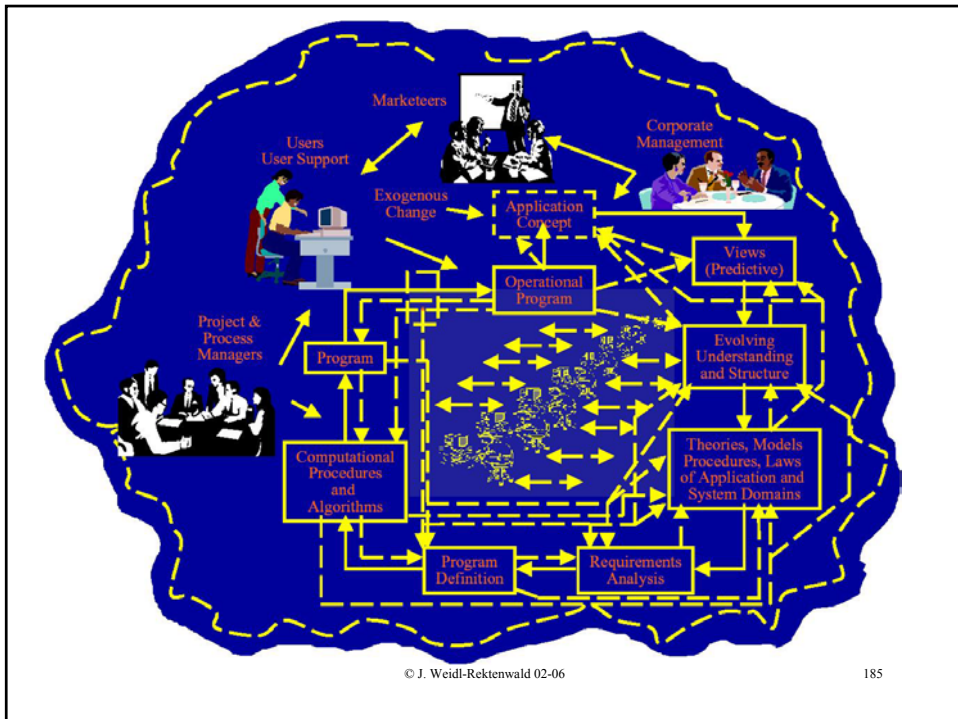 Marketeers
Corporate
Management
Users
User Support
Exogenous
Change
Application
Concept
Views
(Predictive)
Operational
Program
Project &
Process
Managers
Program
Evolving
Understanding
and Structure
Computational
Procedures
and
Algorithms
Theories, Models
Procedures, Laws
of Application and
System Domains
Program
Definition
Requirements
Analysis
© J. Weidl-Rektenwald 02-06
185